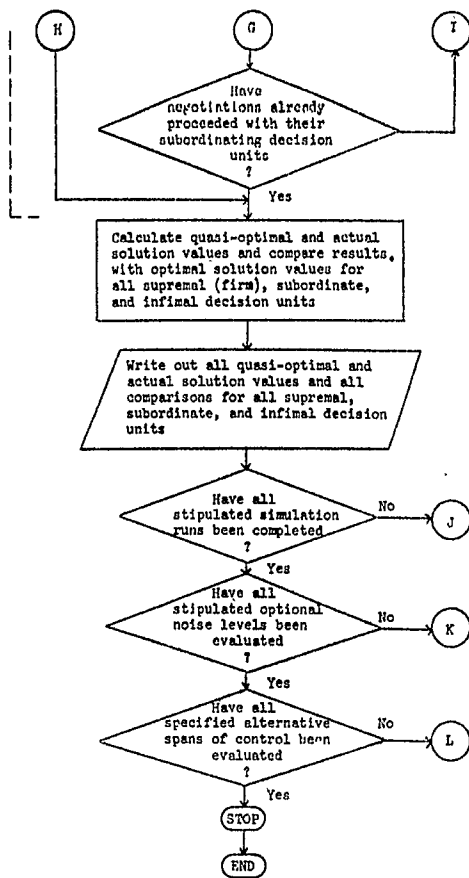 H
G
I
Have
negotiations already
proceeded with their
subordinating decision
units
?
Yes
Calculate quasi-optimal and actual
solution values and compare results
with optimal solution values for
all supremal (firm), subordinate,
and infimal decision units
Write out all quasi-optimal and
actual solution values and all
comparisons for all supremal,
subordinate, and infimal decision
units
Have all
stipulated simulation
runs been completed
?
No
J
Yes
Have all
stipulated optional
noise levels been
evaluated
?
No
K
Yes
Have all
specified alternative
spans of control been
evaluated
?
No
L
Yes
STOP
END